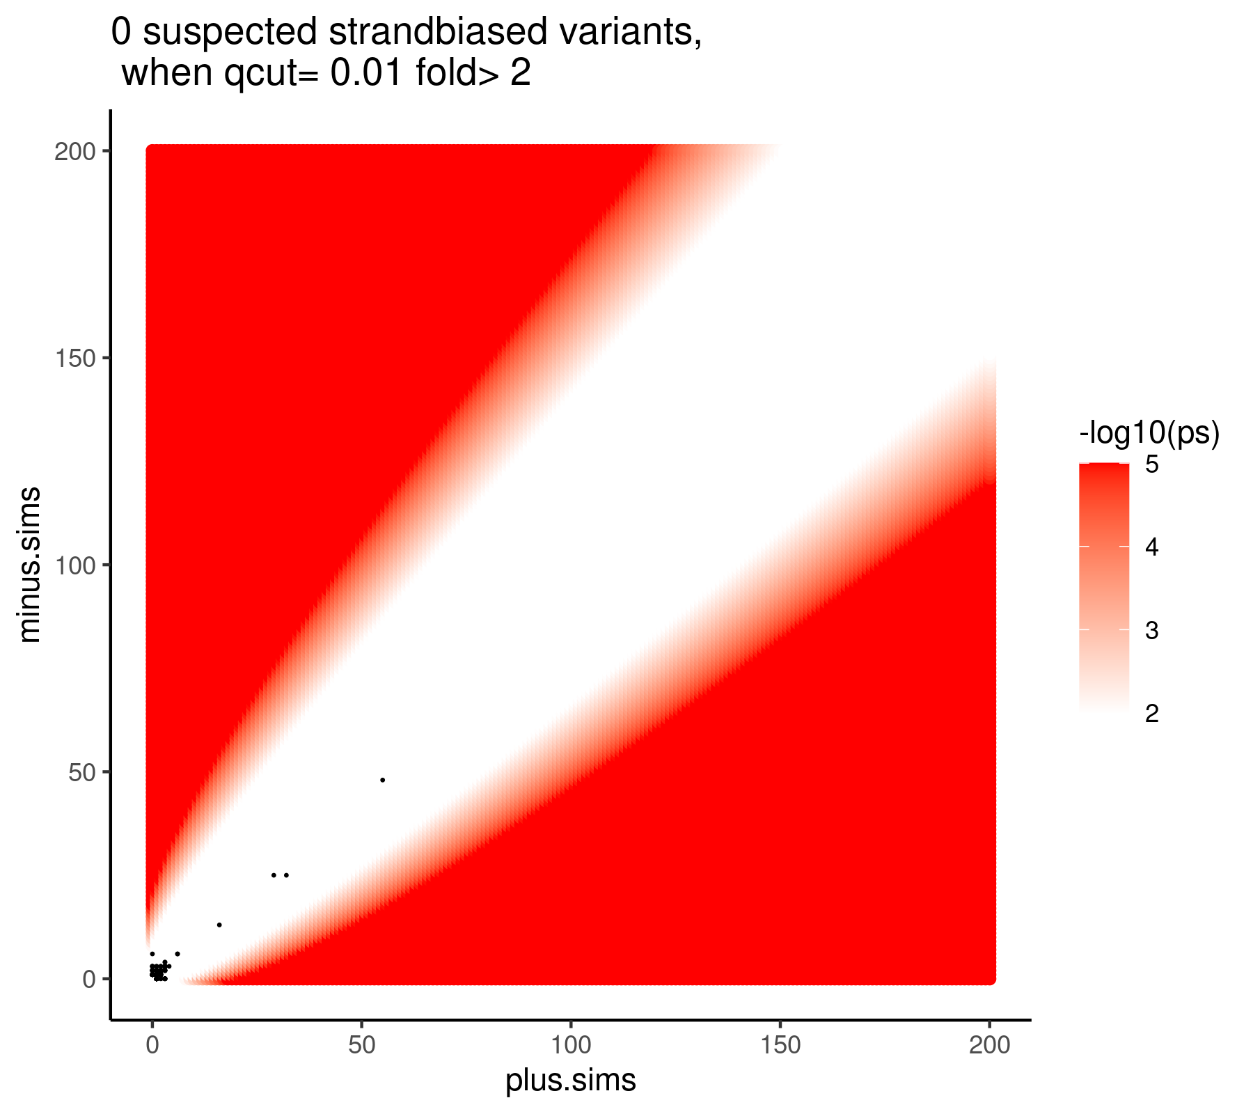 0 suspected strandbiased variants,
when qcut= 0.01 fold> 2
200
150
100
50
0
minus.sims
0 50 100 150 200
plus.sims
-log10(ps)
5
4
3
2